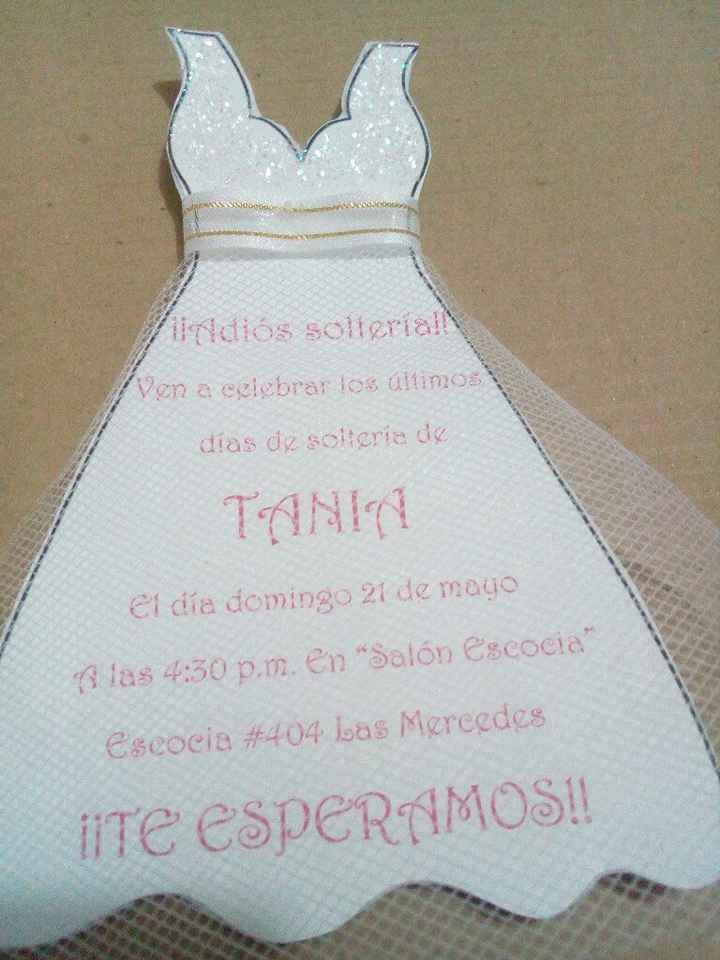 ¡¡Adiós soltería!!
Ven a celebrar los últimos
días de soltería de
TANIA
El día domingo 21 de mayo
A las 4:30 p.m. En “Salón Escocia”
Escocia #404 Las Mercedes
¡¡TE ESPERAMOS!!